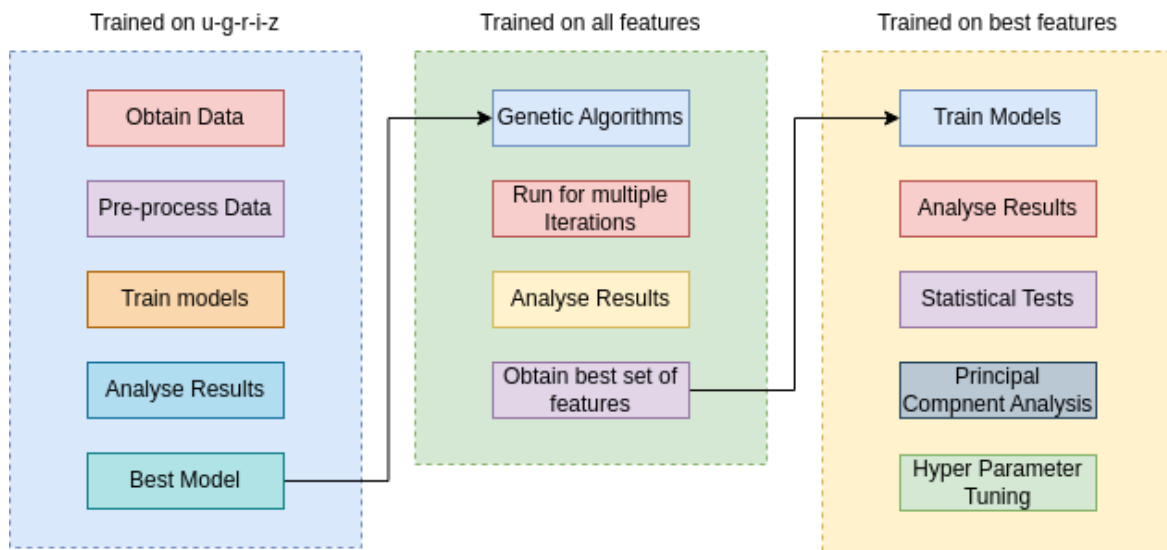 Trained on u-g-r-i-z
Obtain Data
Pre-process Data
Train models
Analyse Results
Best Model
Trained on all features
Genetic Algorithms
Run for multiple
Iterations
Analyse Results
Obtain best set of
features
Trained on best features
Train Models
Analyse Results
Statistical Tests
Principal
Compnent Analysis
Hyper Parameter
Tuning